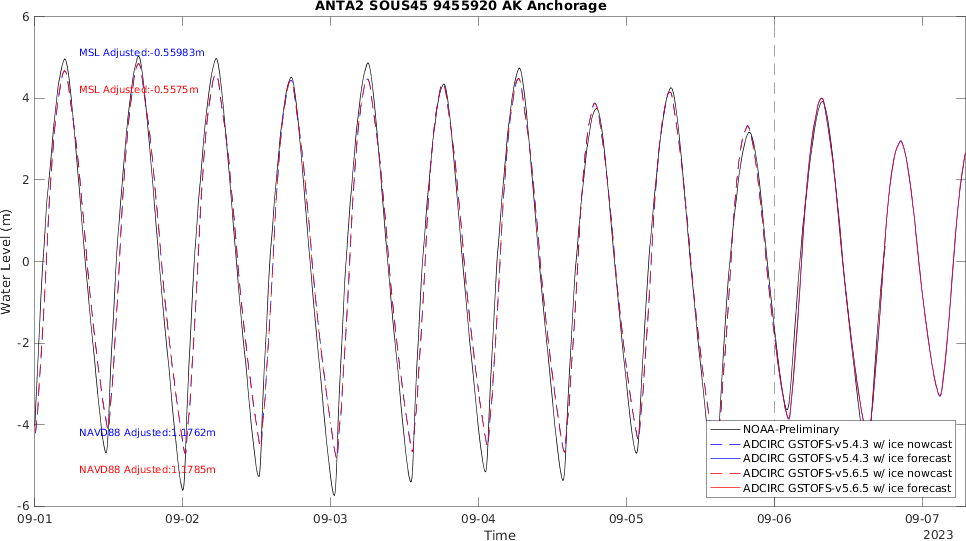 ANTA2 SOUS45 9455920 AK Anchorage
6
MSL Adjusted:-0.55983m
MSL Adjusted:-0.5575m
4
2
0
-2
-4
-6
Water Level (m)
NAVD88 Adjusted:1.1762m
NAVD88 Adjusted:1.1785m
NOAA-Preliminary
ADCIRC GSTOFS-v5.4.3 w/ ice nowcast
ADCIRC GSTOFS-v5.4.3 w/ ice forecast
ADCIRC GSTOFS-v5.6.5 w/ ice nowcast
ADCIRC GSTOFS-v5.6.5 w/ ice forecast
09-01 09-02 09-03 09-04 09-05 09-06 09-07
Time
2023